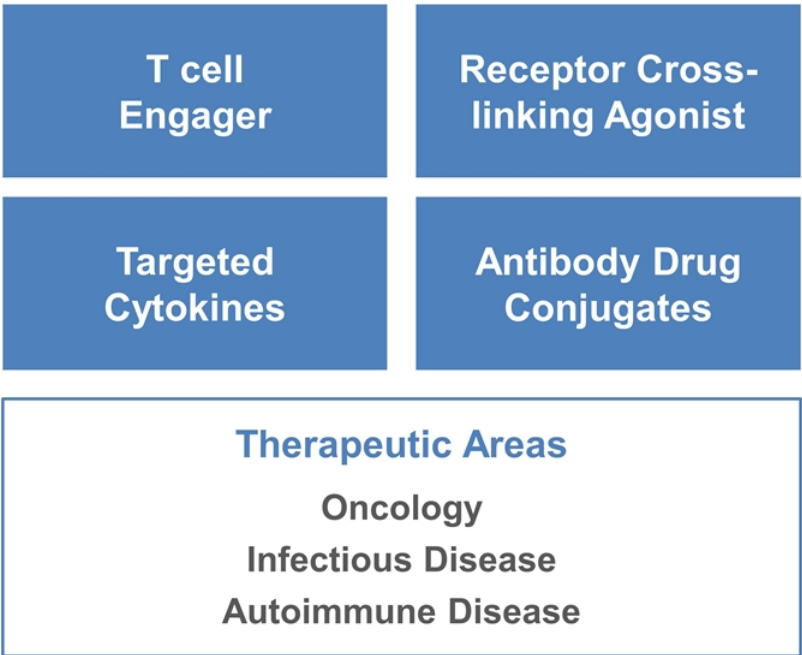 T cell
Engager
Receptor Cross-
linking Agonist
Targeted
Cytokines
Antibody Drug
Conjugates
Therapeutic Areas
Oncology
Infectious Disease
Autoimmune Disease